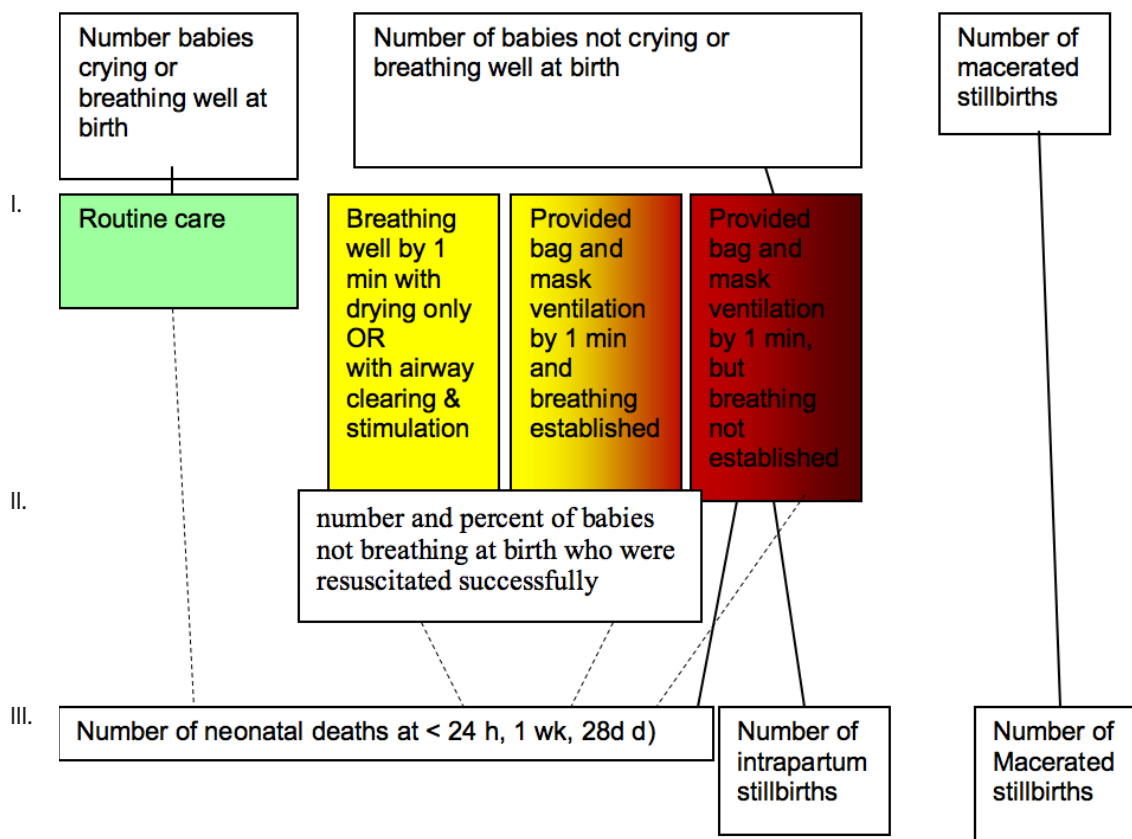 Number babies
crying or
breathing well at
birth
Number of babies not crying or
breathing well at birth
Number of
macerated
stillbirths
I.
Routine care
Breathing
well by 1
min with
drying only
OR
with airway
clearing &
stimulation
Provided
bag and
mask
ventilation
by 1 min
and
breathing
established
Provided
bag and
mask
ventilation
by 1 min,
but
breathing
not
established
II.
number and percent of babies
not breathing at birth who were
resuscitated successfully
III.
Number of neonatal deaths at < 24 h, 1 wk, 28d d)
Number of
intrapartum
stillbirths
Number of
Macerated
stillbirths